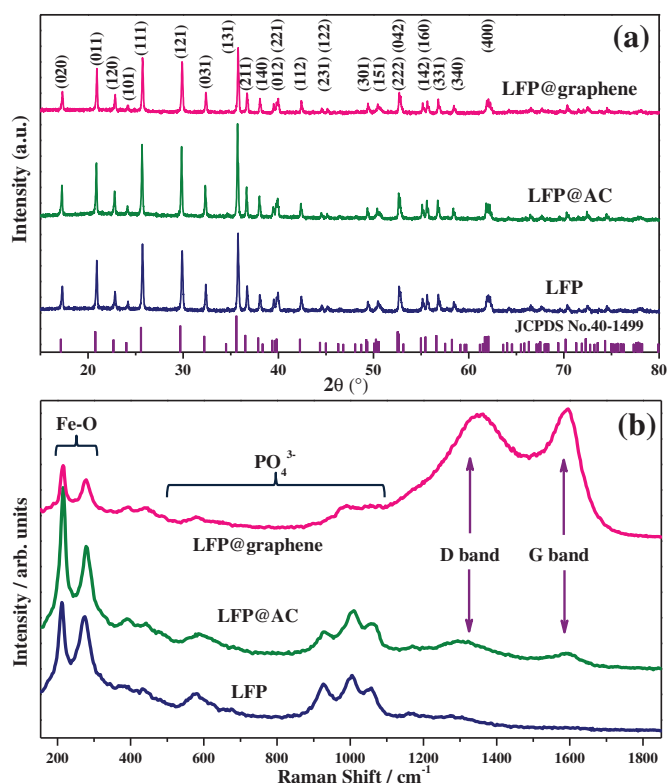 (a)
(020)
(011)
(120)
(101)
(111)
(121)
(031)
(131)
(211)
(140)
(012)
(221)
(112)
(231)
(122)
(301)
(151)
(222)
(042)
(142)
(160)
(331)
(340)
(400)
LFP@graphene
LFP@AC
LFP
JCPDS No.40-1499
Intensity (a.u.)
20 30 40 50 60 70 80
2θ (°)
(b)
Fe-O
PO₄³⁻
LFP@graphene
D band
G band
LFP@AC
LFP
Intensity / arb. units
200 400 600 800 1000 1200 1400 1600 1800
Raman Shift / cm⁻¹